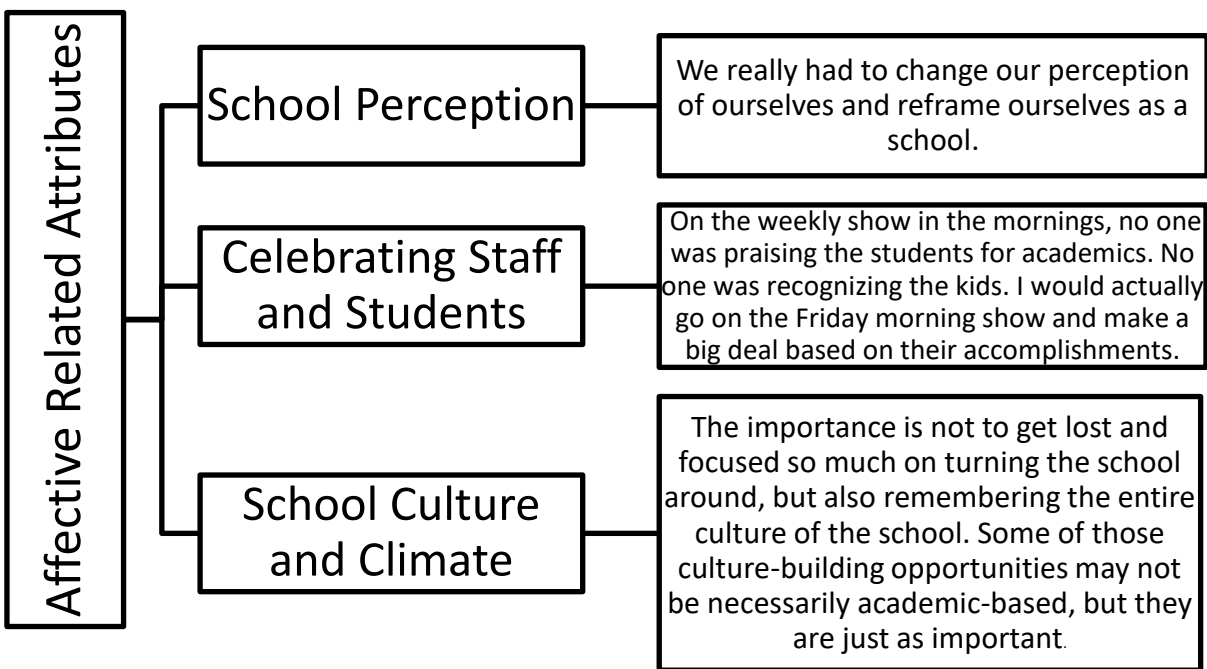 Affective Related Attributes
School Perception
We really had to change our perception
of ourselves and reframe ourselves as a
school.
Celebrating Staff
and Students
On the weekly show in the mornings, no one
was praising the students for academics. No
one was recognizing the kids. I would actually
go on the Friday morning show and make a
big deal based on their accomplishments.
School Culture
and Climate
The importance is not to get lost and
focused so much on turning the school
around, but also remembering the entire
culture of the school. Some of those
culture-building opportunities may not
be necessarily academic-based, but they
are just as important.